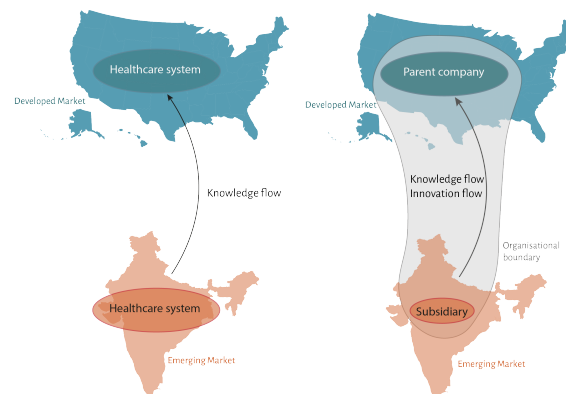 Healthcare system
Developed Market
Knowledge flow
Healthcare system
Emerging Market
Parent company
Developed Market
Knowledge flow
Innovation flow
Organisational
boundary
Subsidiary
Emerging Market